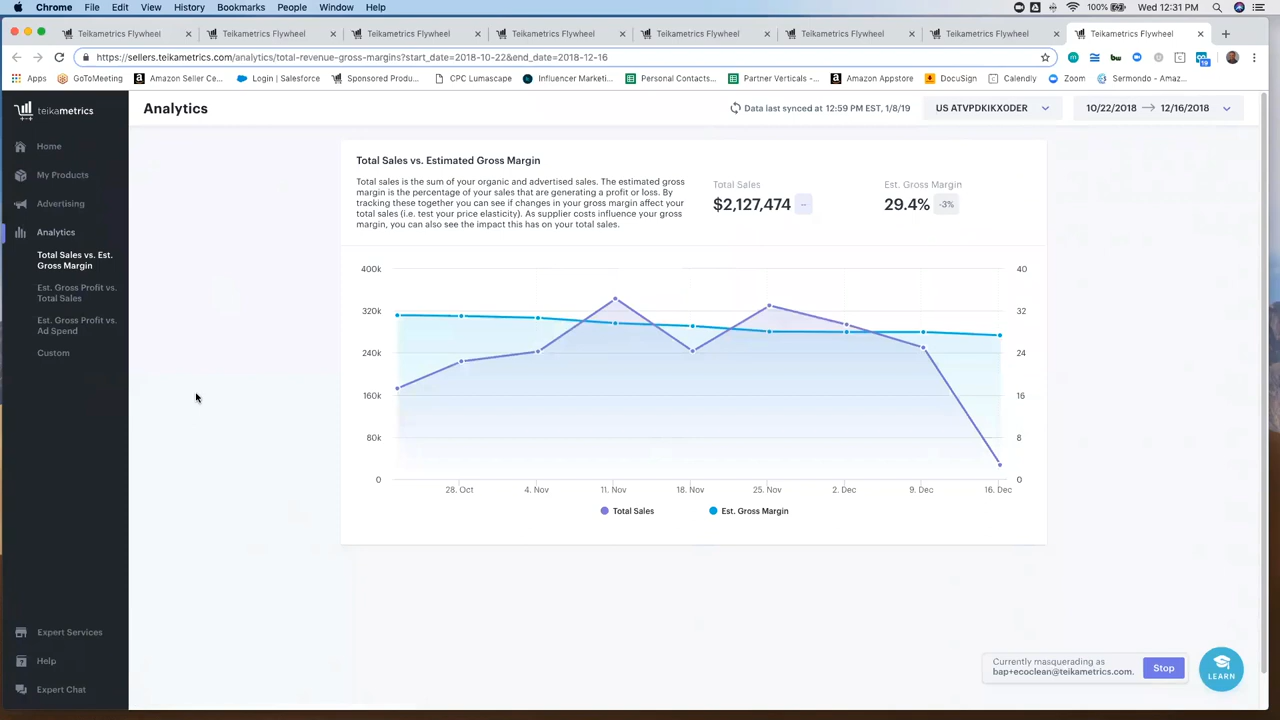 Chrome File Edit View History Bookmarks People Window Help 100% Wed 12:31 PM
Teikametrics Flywheel Teikametrics Flywheel Teikametrics Flywheel Teikametrics Flywheel Teikametrics Flywheel Teikametrics Flywheel Teikametrics Flywheel Teikametrics Flywheel
https://sellers.teikametrics.com/analytics/total-revenue-gross-margins?start_date=2018-10-22&end_date=2018-12-16
Apps GoToMeeting Amazon Seller Ce... Login | Salesforce Sponsored Produ... CPC Lumascape Influencer Marketi... Personal Contacts... Partner Verticals -... Amazon Appstore DocuSign Calendly Zoom Sermondo - Amaz...
teikametrics
Analytics
Data last synced at 12:59 PM EST, 1/8/19
US ATVPDKIKX0DER
10/22/2018 → 12/16/2018
Home
My Products
Advertising
Analytics
Total Sales vs. Est.
Gross Margin
Est. Gross Profit vs.
Total Sales
Est. Gross Profit vs.
Ad Spend
Custom
Expert Services
Help
Expert Chat
Total Sales vs. Estimated Gross Margin
Total sales is the sum of your organic and advertised sales. The estimated gross
margin is the percentage of your sales that are generating a profit or loss. By
tracking these together you can see if changes in your gross margin affect your
total sales (i.e. test your price elasticity). As supplier costs influence your gross
margin, you can also see the impact this has on your total sales.
Total Sales
$2,127,474 --
Est. Gross Margin
29.4% -3%
400k 40
320k 32
240k 24
160k 16
80k 8
0 0
28. Oct 4. Nov 11. Nov 18. Nov 25. Nov 2. Dec 9. Dec 16. Dec
Total Sales Est. Gross Margin
Currently masquerading as
bap+ecoclean@teikametrics.com.
Stop
LEARN